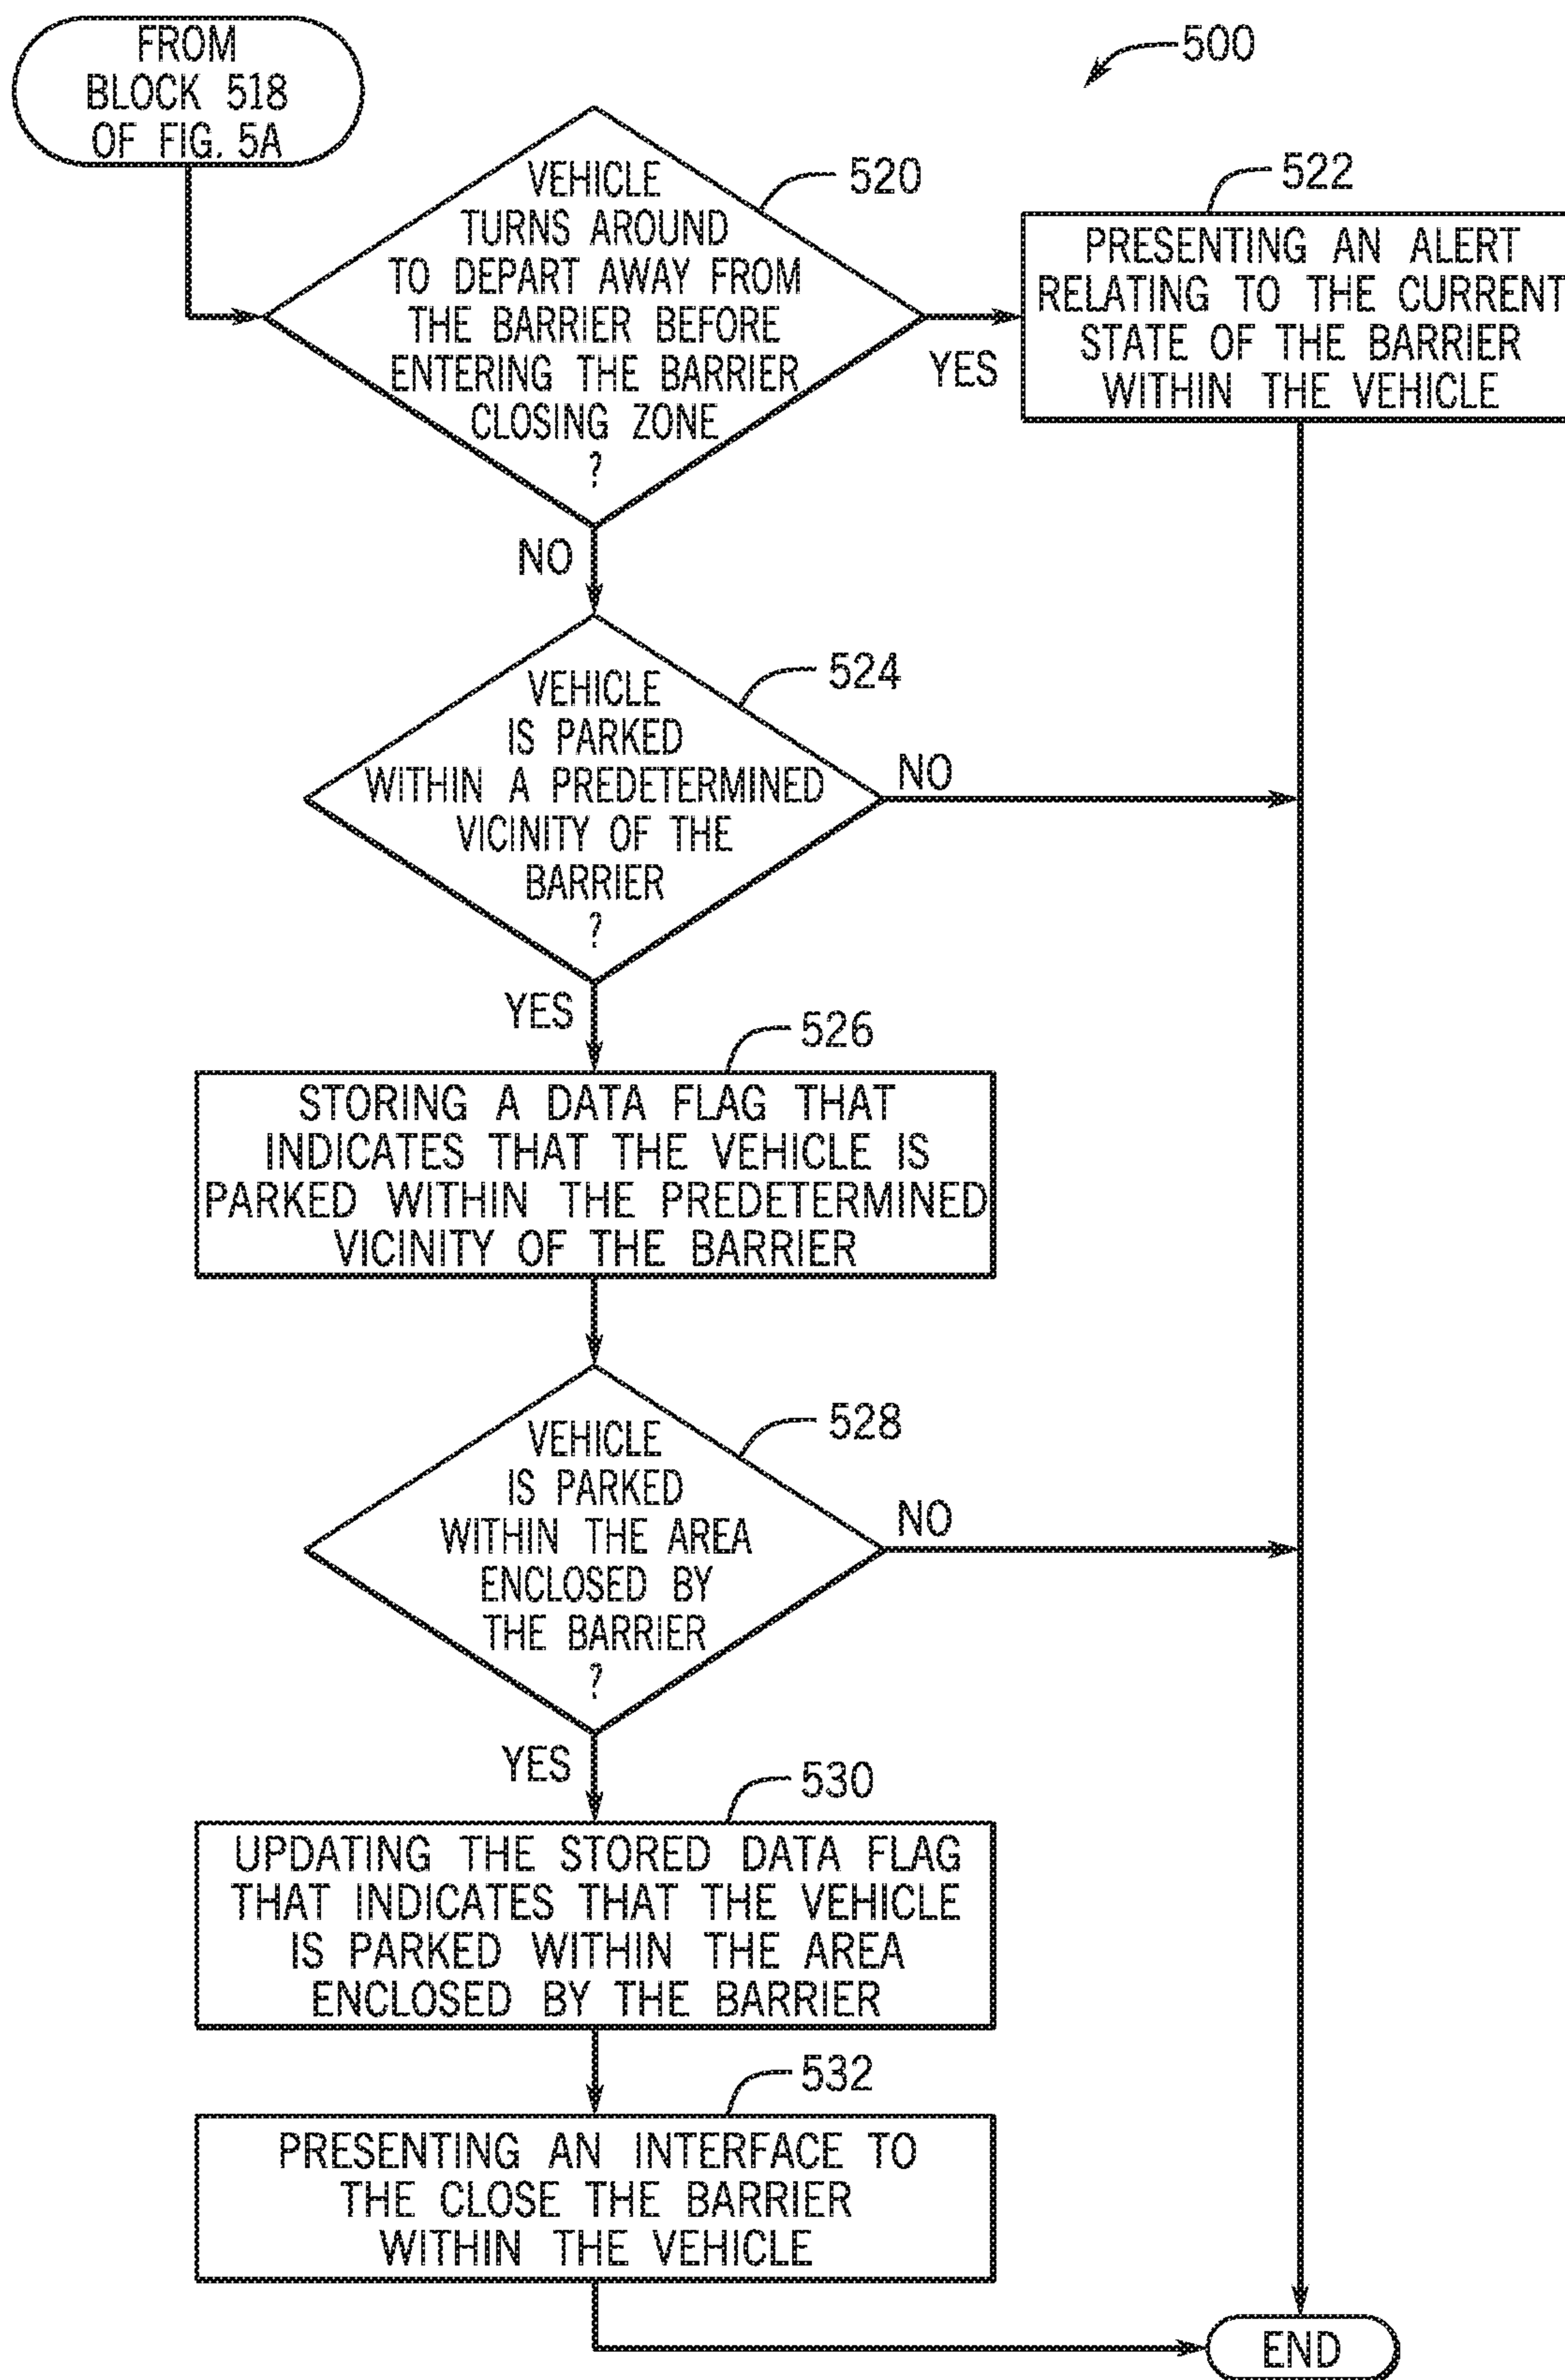 FROM
BLOCK 518
OF FIG. 5A
500
VEHICLE
TURNS AROUND
TO DEPART AWAY FROM
THE BARRIER BEFORE
ENTERING THE BARRIER
CLOSING ZONE
?
520
YES
522
PRESENTING AN ALERT
RELATING TO THE CURRENT
STATE OF THE BARRIER
WITHIN THE VEHICLE
NO
VEHICLE
IS PARKED
WITHIN A PREDETERMINED
VICINITY OF THE
BARRIER
?
524
NO
YES
526
STORING A DATA FLAG THAT
INDICATES THAT THE VEHICLE IS
PARKED WITHIN THE PREDETERMINED
VICINITY OF THE BARRIER
VEHICLE
IS PARKED
WITHIN THE AREA
ENCLOSED BY
THE BARRIER
?
528
NO
YES
530
UPDATING THE STORED DATA FLAG
THAT INDICATES THAT THE VEHICLE
IS PARKED WITHIN THE AREA
ENCLOSED BY THE BARRIER
532
PRESENTING AN INTERFACE TO
THE CLOSE THE BARRIER
WITHIN THE VEHICLE
END